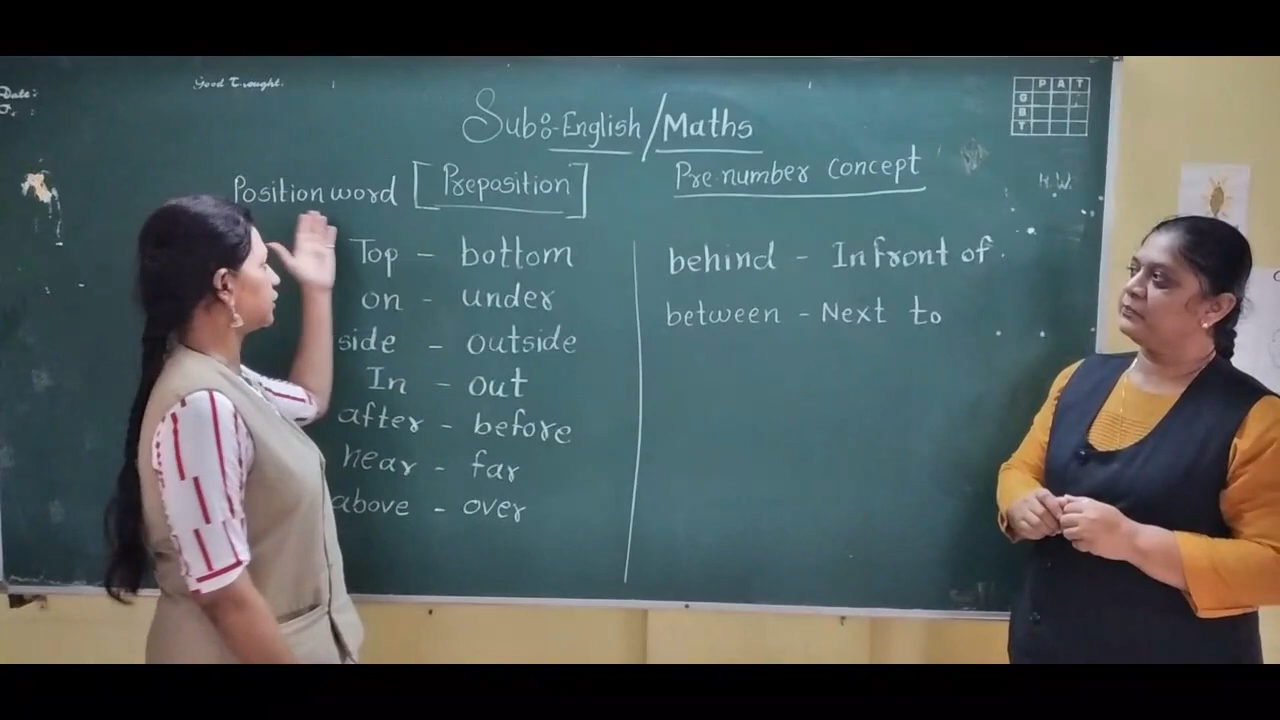 Good Thought:
Date:
P A T
G
B
T
Sub:-English/Maths
Position word [Preposition]
Pre.number concept
H.W.
Top - bottom
on - under
side - outside
In - out
after - before
near - far
above - over
behind - Infront of.
between - Next to